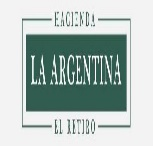 HACIENDA
LA ARGENTINA
EL RETIRO